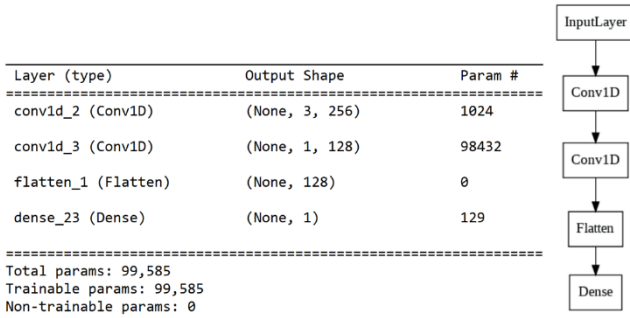 Layer (type) Output Shape Param #
conv1d_2 (Conv1D) (None, 3, 256) 1024
conv1d_3 (Conv1D) (None, 1, 128) 98432
flatten_1 (Flatten) (None, 128) 0
dense_23 (Dense) (None, 1) 129
Total params: 99,585
Trainable params: 99,585
Non-trainable params: 0
InputLayer
Conv1D
Conv1D
Flatten
Dense